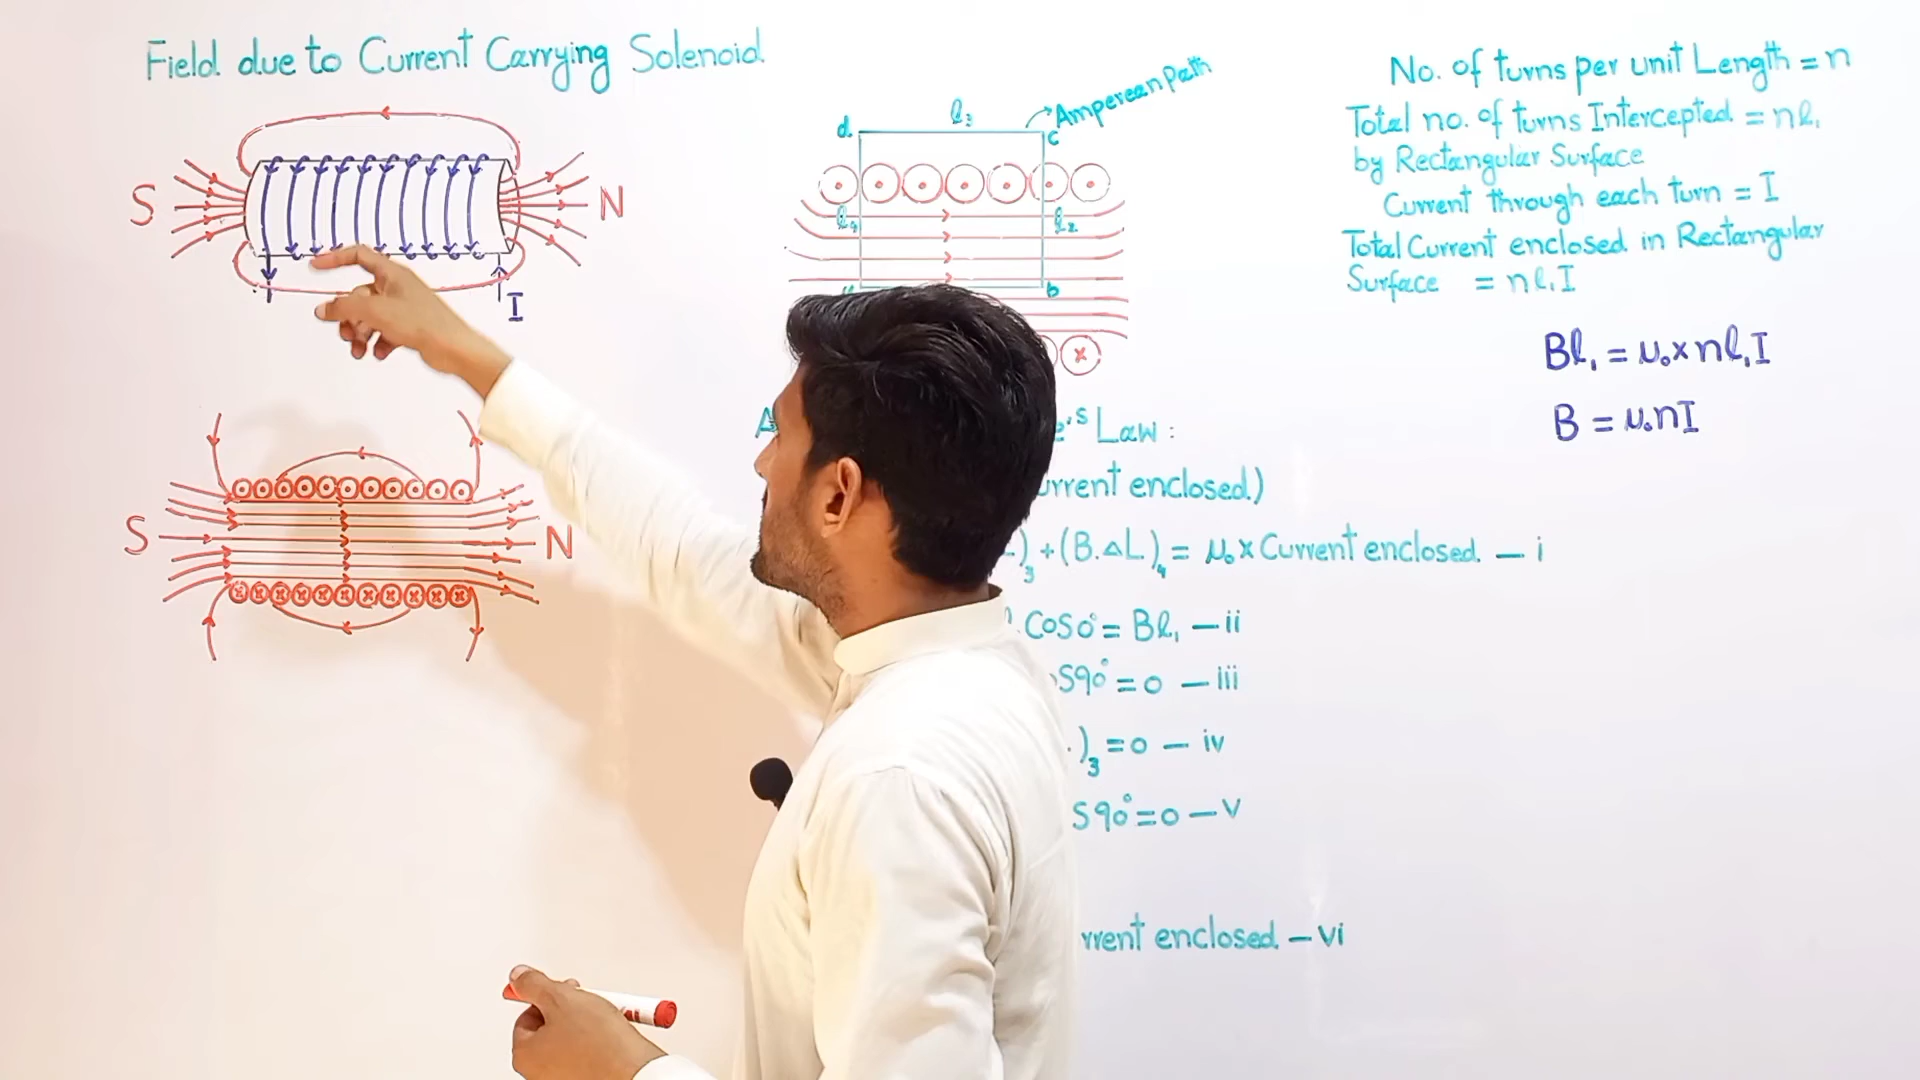 Field due to Current Carrying Solenoid
S
N
I
S
N
d
l₃
c
Amperean Path
l₄
l₂
b
Law :
current enclosed)
)₃ + (B.ΔL)₄ = μ₀ x Current enclosed — i
Cos0° = Bl₁ — ii
s90° = 0 — iii
.)₃ = 0 — iv
s90° = 0 — v
rrent enclosed — vi
No. of turns per unit Length = n
Total no. of turns Intercepted = nl₁
by Rectangular Surface
Current through each turn = I
Total Current enclosed in Rectangular
Surface = nl₁I
Bl₁ = μ₀ x nl₁I
B = μ₀nI